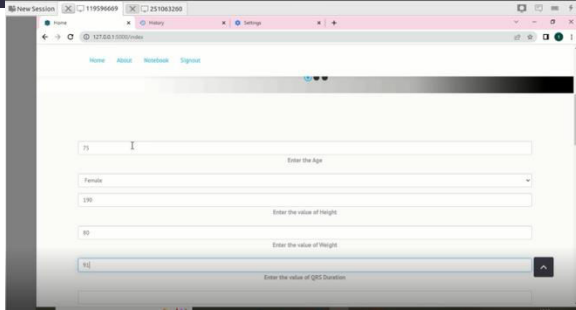 New Session 119596669 251063260
Home History Settings
127.0.0.1:5000/index
Home About Notebook Signout
75
Enter the Age
Female
190
Enter the value of Height
80
Enter the value of Weight
91
Enter the value of QRS Duration